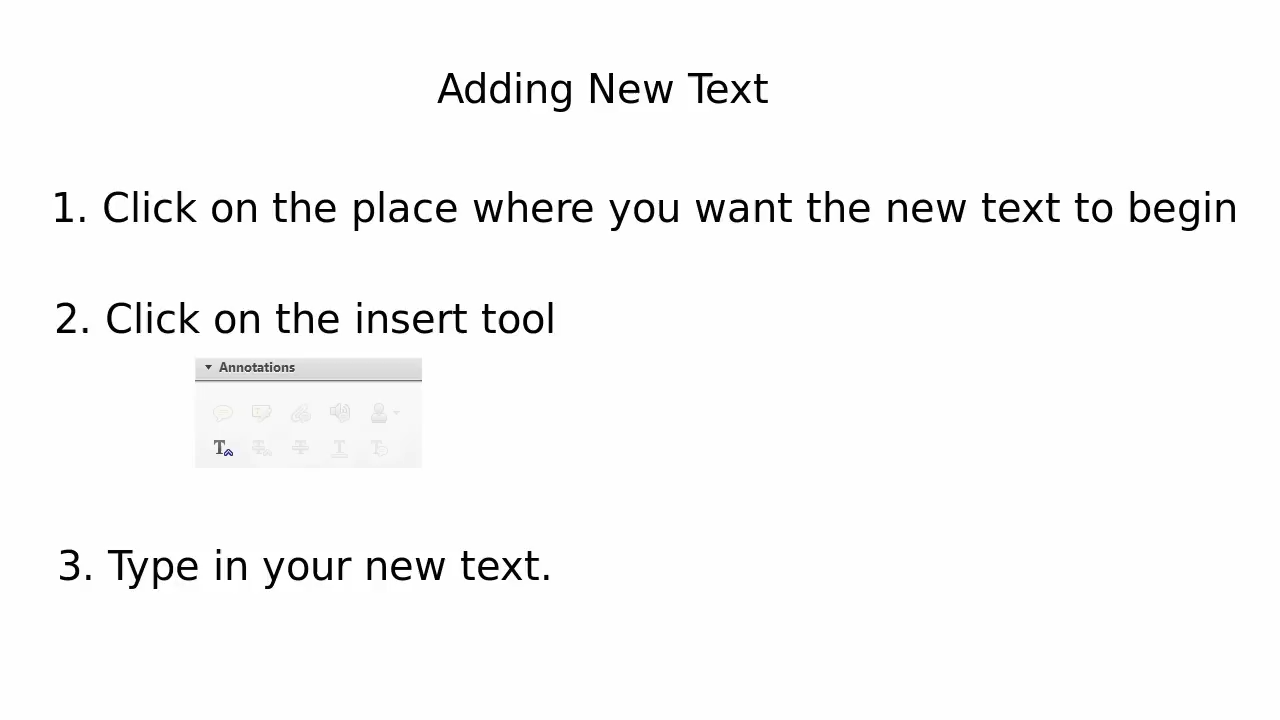 Adding New Text
1. Click on the place where you want the new text to begin
2. Click on the insert tool
Annotations
3. Type in your new text.